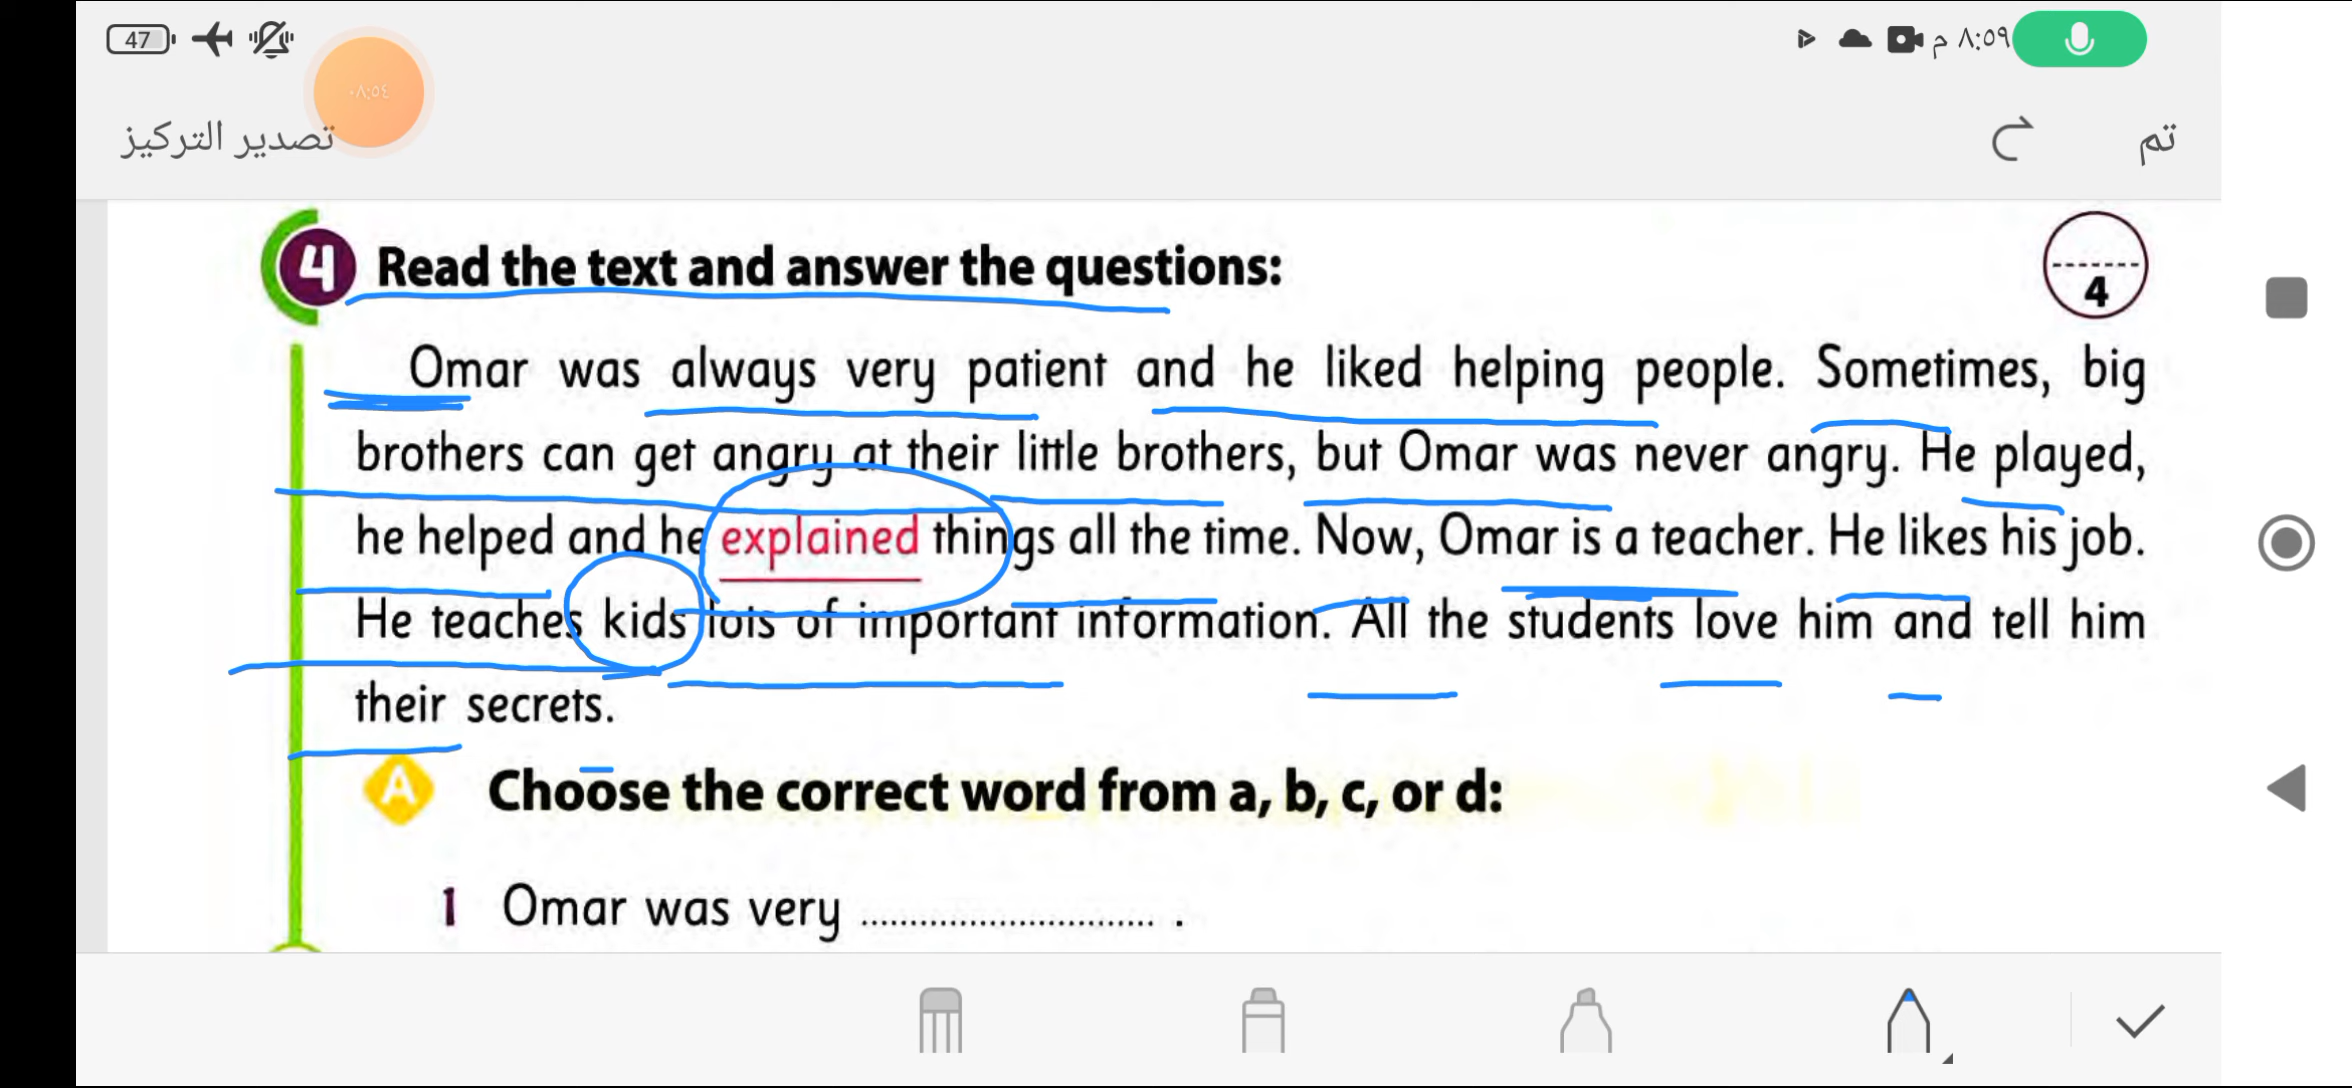 47
م ٨:٥٩
٠٨:٥٤
تصدير التركيز
تم
4 Read the text and answer the questions:
4
Omar was always very patient and he liked helping people. Sometimes, big
brothers can get angry at their little brothers, but Omar was never angry. He played,
he helped and he explained things all the time. Now, Omar is a teacher. He likes his job.
He teaches kids lots of important information. All the students love him and tell him
their secrets.
A Choose the correct word from a, b, c, or d:
1 Omar was very ............................ .